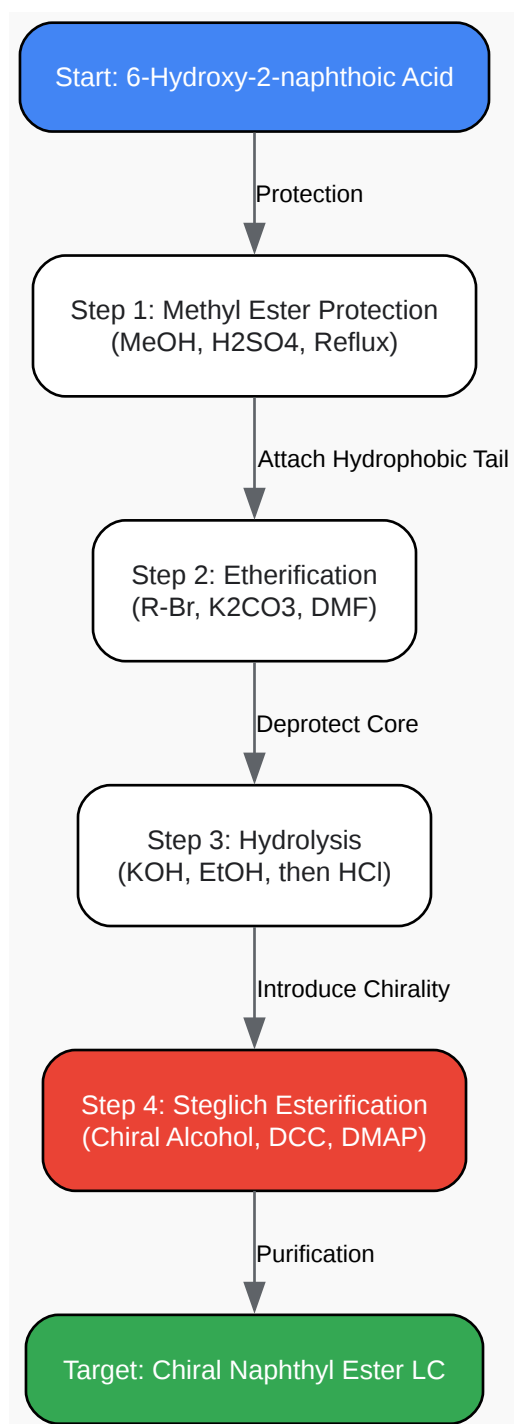 Start: 6-Hydroxy-2-naphthoic Acid
Protection
Step 1: Methyl Ester Protection
(MeOH, H2SO4, Reflux)
Attach Hydrophobic Tail
Step 2: Etherification
(R-Br, K2CO3, DMF)
Deprotect Core
Step 3: Hydrolysis
(KOH, EtOH, then HCl)
Introduce Chirality
Step 4: Steglich Esterification
(Chiral Alcohol, DCC, DMAP)
Purification
Target: Chiral Naphthyl Ester LC